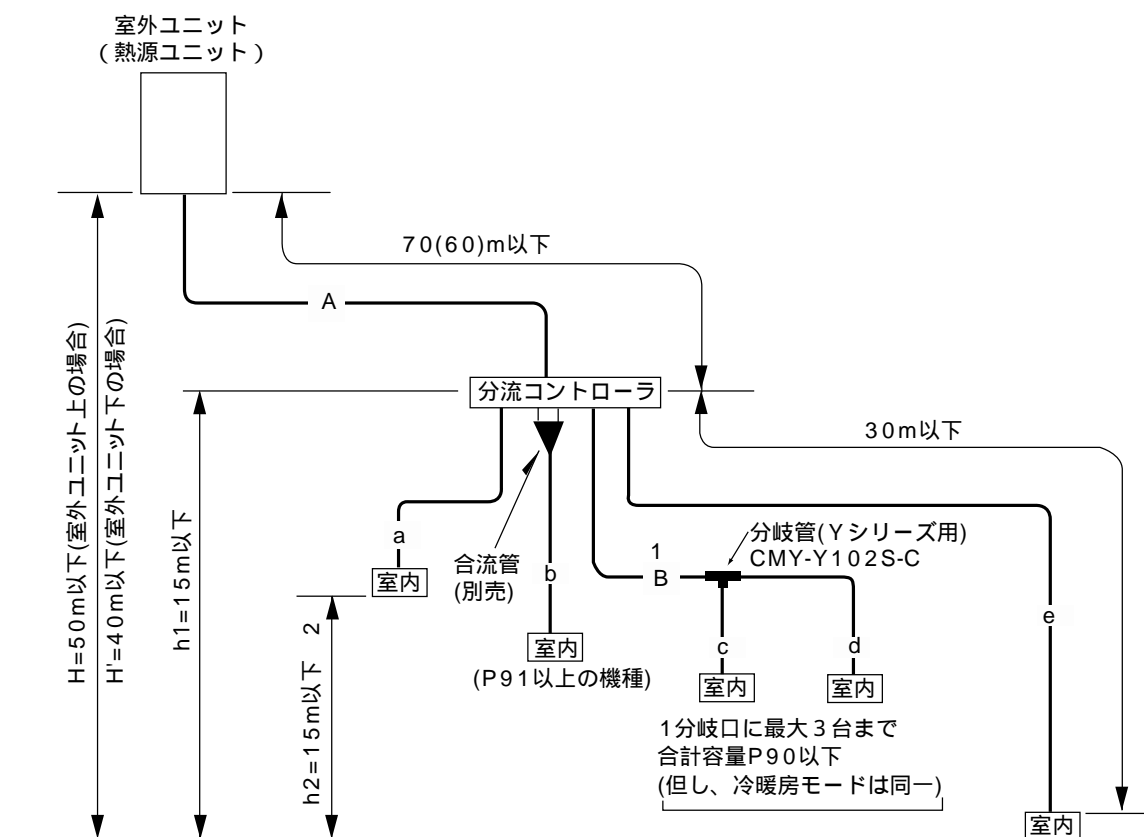 室外ユニット
(熱源ユニット)
70(60)m以下
A
分流コントローラ
30m以下
H=50m以下(室外ユニット上の場合)
H'=40m以下(室外ユニット下の場合)
h1=15m以下
a
室内
合流管
(別売)
b
室内
(P91以上の機種)
1
B
分岐管(Yシリーズ用)
CMY-Y102S-C
c
室内
d
室内
e
h2=15m以下 2
1分岐口に最大3台まで
合計容量P90以下
(但し、冷暖房モードは同一)
室内